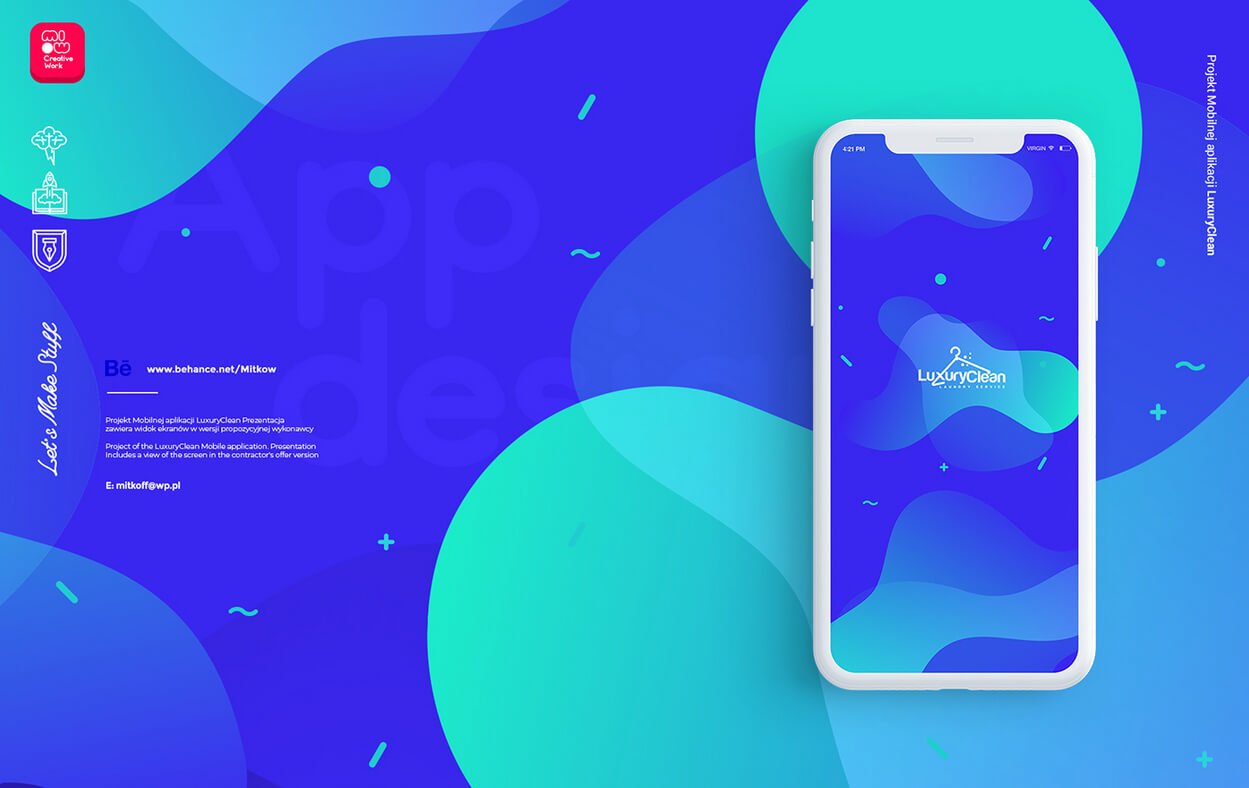 Creative
Work
App
design
Let's Make Stuff
Bē www.behance.net/Mitkow
Projekt Mobilnej aplikacji LuxuryClean Prezentacja
zawiera widok ekranów w wersji propozycyjnej wykonawcy
Project of the LuxuryClean Mobile application. Presentation
Includes a view of the screen in the contractor's offer version
E: mitkoff@wp.pl
4:21 PM
VIRGIN
LuxuryClean
LAUNDRY SERVICE
Projekt Mobilnej aplikacji LuxuryClean